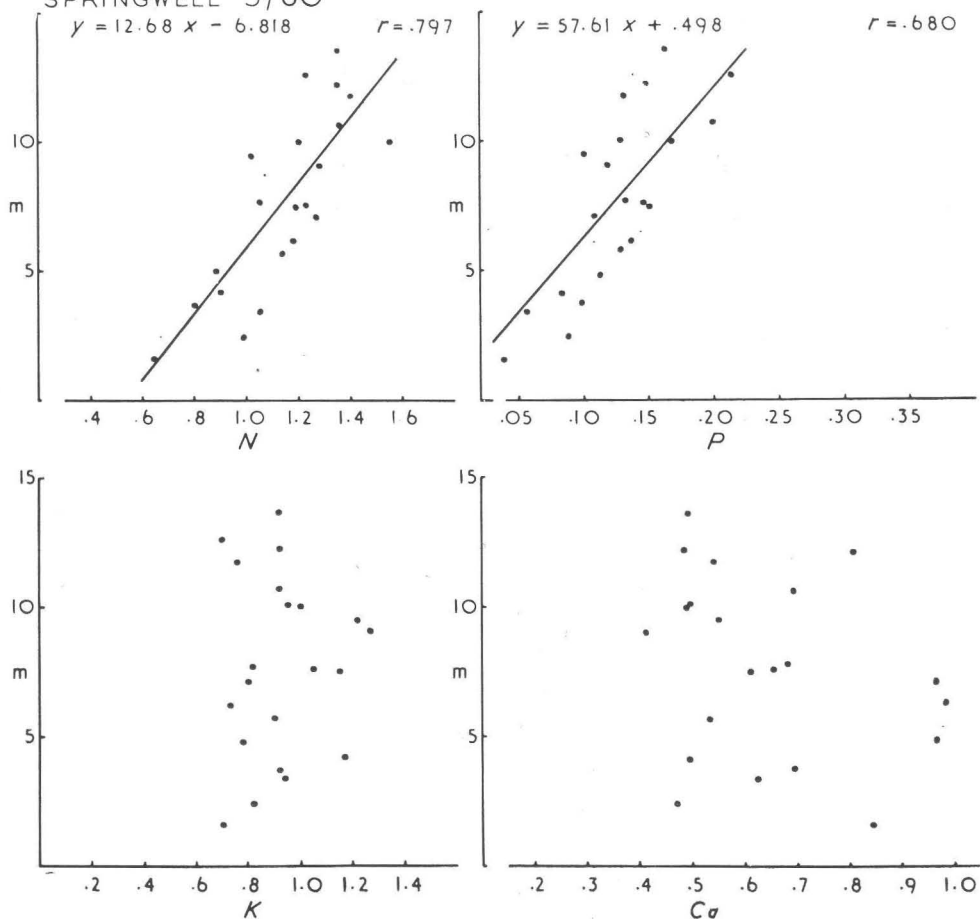 SPRINGWELL 5/60
y = 12.68 x − 6.818 r = .797
y = 57.61 x + .498 r = .680
10
m
5
.4 .6 .8 1.0 1.2 1.4 1.6
N
10
5
.05 .10 .15 .20 .25 .30 .35
P
15
10
m
5
.2 .4 .6 .8 1.0 1.2 1.4
K
15
10
m
5
.2 .3 .4 .5 .6 .7 .8 .9 1.0
Ca